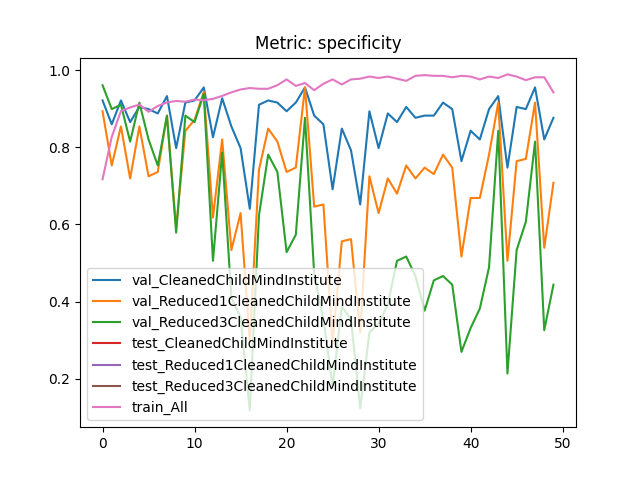 Metric: specificity
1.0
0.8
0.6
0.4
0.2
val_CleanedChildMindInstitute
val_Reduced1CleanedChildMindInstitute
val_Reduced3CleanedChildMindInstitute
test_CleanedChildMindInstitute
test_Reduced1CleanedChildMindInstitute
test_Reduced3CleanedChildMindInstitute
train_All
0 10 20 30 40 50